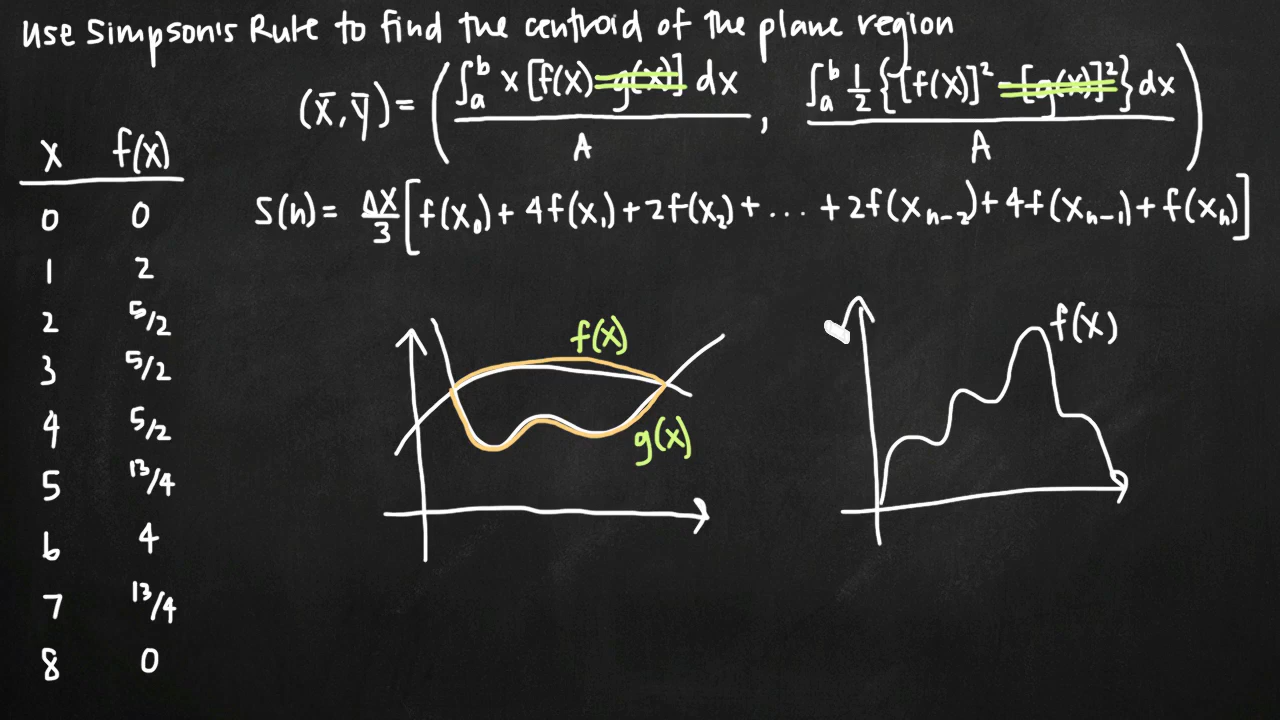 Use Simpson's Rule to find the centroid of the plane region
(x̄, ȳ) = ( ∫_a^b x [f(x) - g(x)] dx / A , ∫_a^b 1/2 {[f(x)]² - [g(x)]²} dx / A )
x f(x)
S(n) = Δx/3 [f(x₀) + 4f(x₁) + 2f(x₂) + ... + 2f(xₙ₋₂) + 4f(xₙ₋₁) + f(xₙ)]
0 0
1 2
2 5/2
3 5/2
4 5/2
5 13/4
6 4
7 13/4
8 0
f(x)
g(x)
f(x)